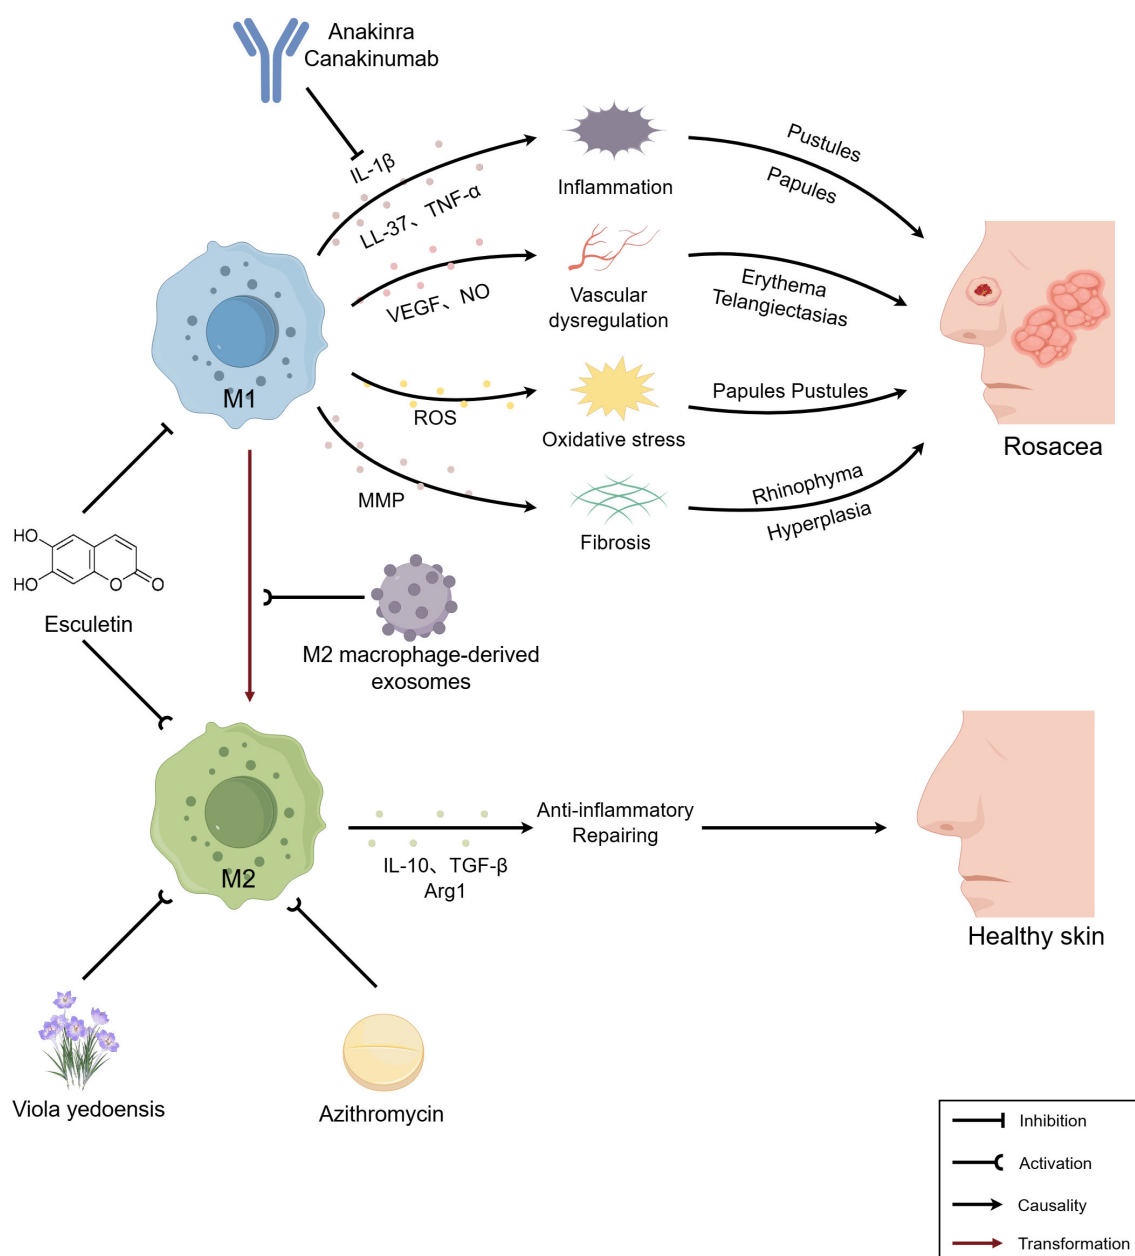 Anakinra
Canakinumab
IL-1β
LL-37、TNF-α
Inflammation
Pustules
Papules
VEGF、NO
Vascular
dysregulation
Erythema
Telangiectasias
M1
ROS
Oxidative stress
Papules Pustules
Rosacea
MMP
Fibrosis
Rhinophyma
Hyperplasia
HO
HO
O
O
Esculetin
M2 macrophage-derived
exosomes
M2
IL-10、TGF-β
Arg1
Anti-inflammatory
Repairing
Healthy skin
Viola yedoensis
Azithromycin
Inhibition
Activation
Causality
Transformation